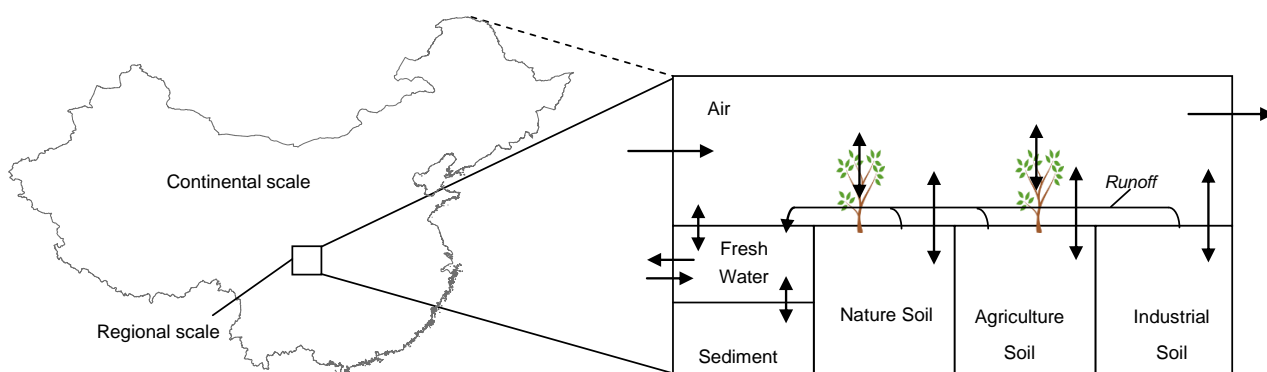 Continental scale
Regional scale
Air
Runoff
Fresh
Water
Sediment
Nature Soil
Agriculture
Soil
Industrial
Soil